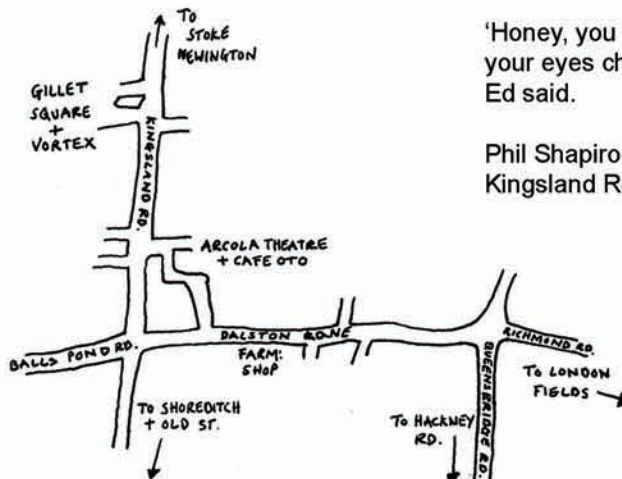 TO
STOKE
NEWINGTON
'Honey, you
your eyes ch
Ed said.
GILLET
SQUARE
+
VORTEX
KINGSLAND RD.
Phil Shapiro
Kingsland R
ARCOLA THEATRE
+ CAFE OTO
BALLS POND RD.
DALSTON LANE
FARM:
SHOP
RICHMOND RD.
QUEENSBRIDGE RD.
TO LONDON
FIELDS
TO SHOREDITCH
+ OLD ST.
TO HACKNEY
RD.